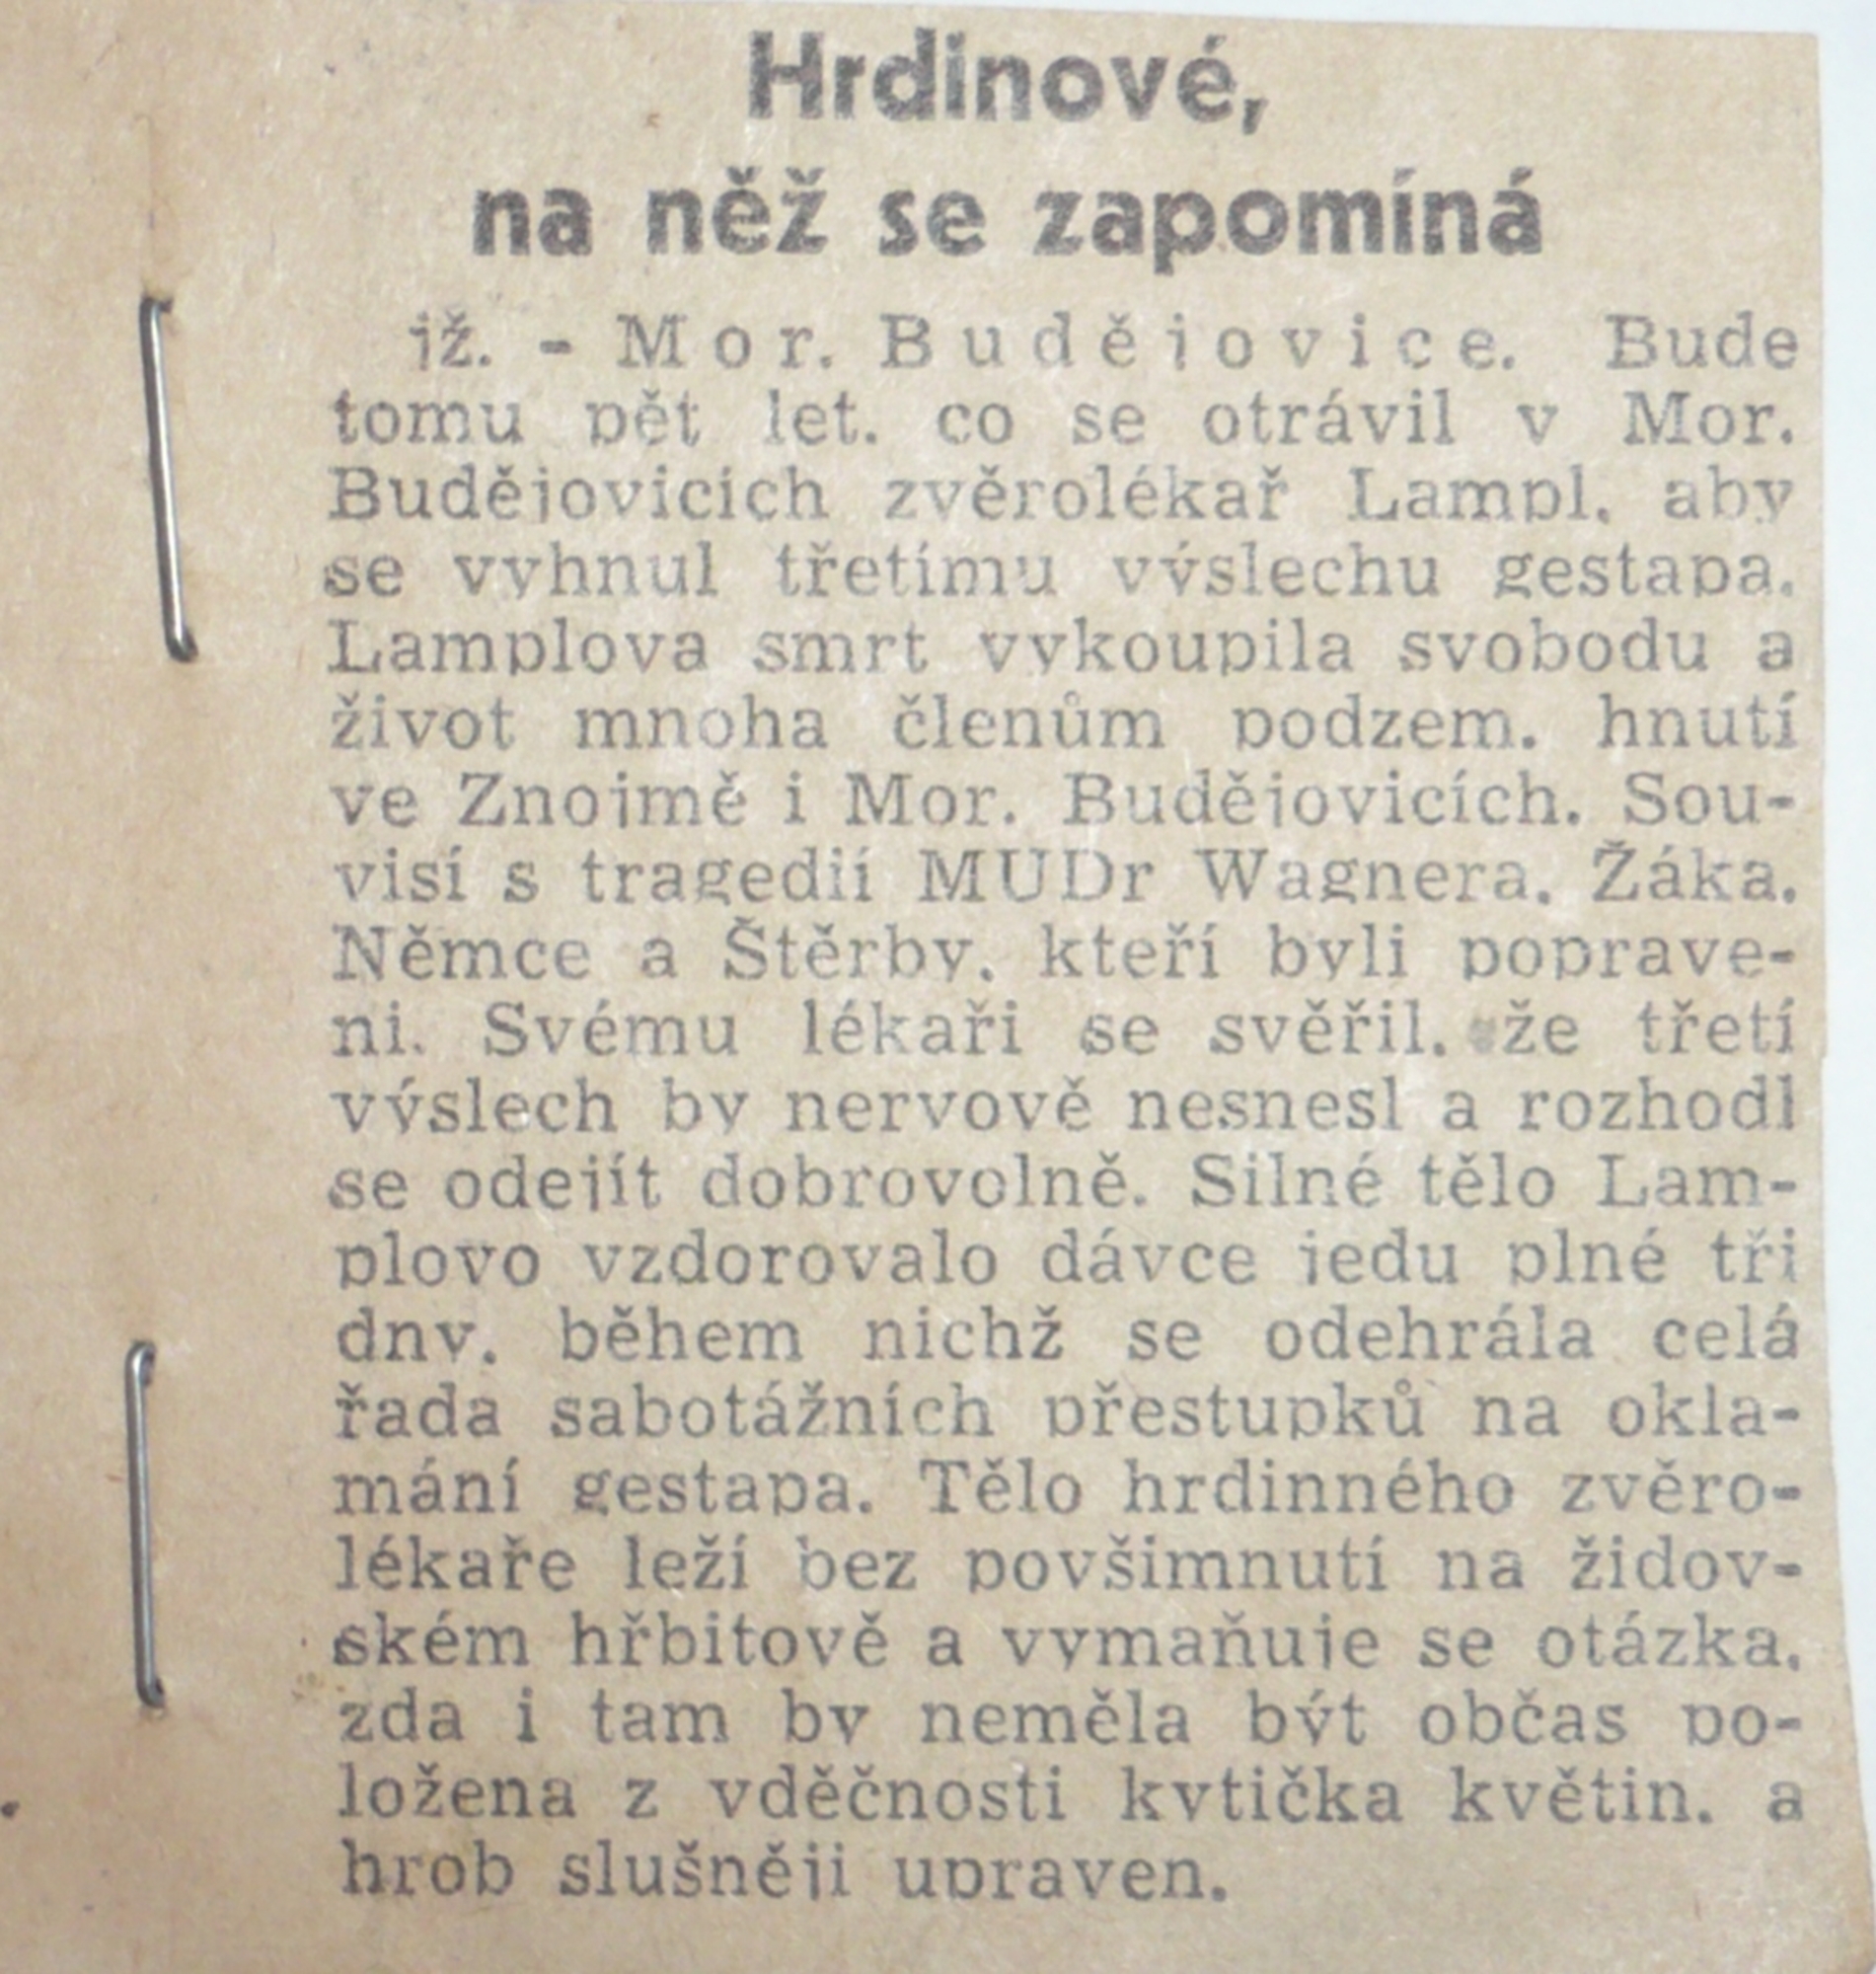 Hrdinové,
na něž se zapomíná
jž. - Mor. Budějovice. Bude
tomu pět let, co se otrávil v Mor.
Budějovicích zvěrolékař Lampl, aby
se vyhnul třetímu výslechu gestapa.
Lamplova smrt vykoupila svobodu a
život mnoha členům podzem. hnutí
ve Znojmě i Mor. Budějovicích. Sou-
visí s tragedií MUDr Wagnera, Žáka,
Němce a Štěrby, kteří byli poprave-
ni. Svému lékaři se svěřil, že třetí
výslech by nervově nesnesl a rozhodl
se odejít dobrovolně. Silné tělo Lam-
plovo vzdorovalo dávce jedu plné tři
dny, během nichž se odehrála celá
řada sabotážních přestupků na okla-
mání gestapa. Tělo hrdinného zvěro-
lékaře leží bez povšimnutí na židov-
ském hřbitově a vymaňuje se otázka,
zda i tam by neměla být občas po-
ložena z vděčnosti kytička květin, a
hrob slušněji upraven.